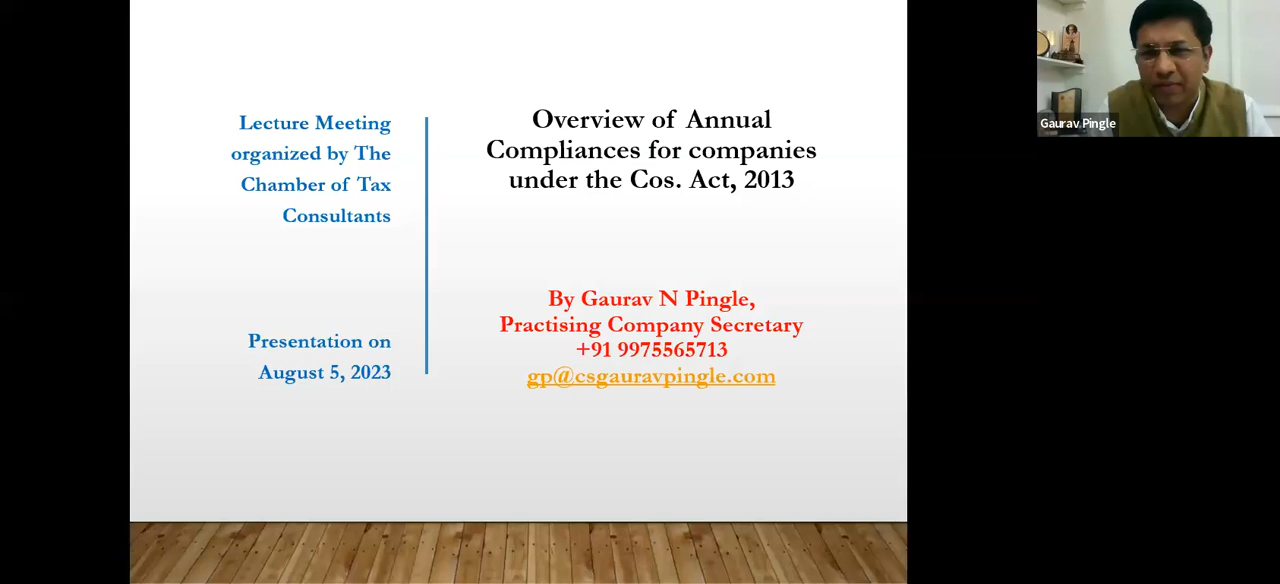 Lecture Meeting
organized by The
Chamber of Tax
Consultants
Presentation on
August 5, 2023
Overview of Annual
Compliances for companies
under the Cos. Act, 2013
By Gaurav N Pingle,
Practising Company Secretary
+91 9975565713
gp@csgauravpingle.com
Gaurav Pingle